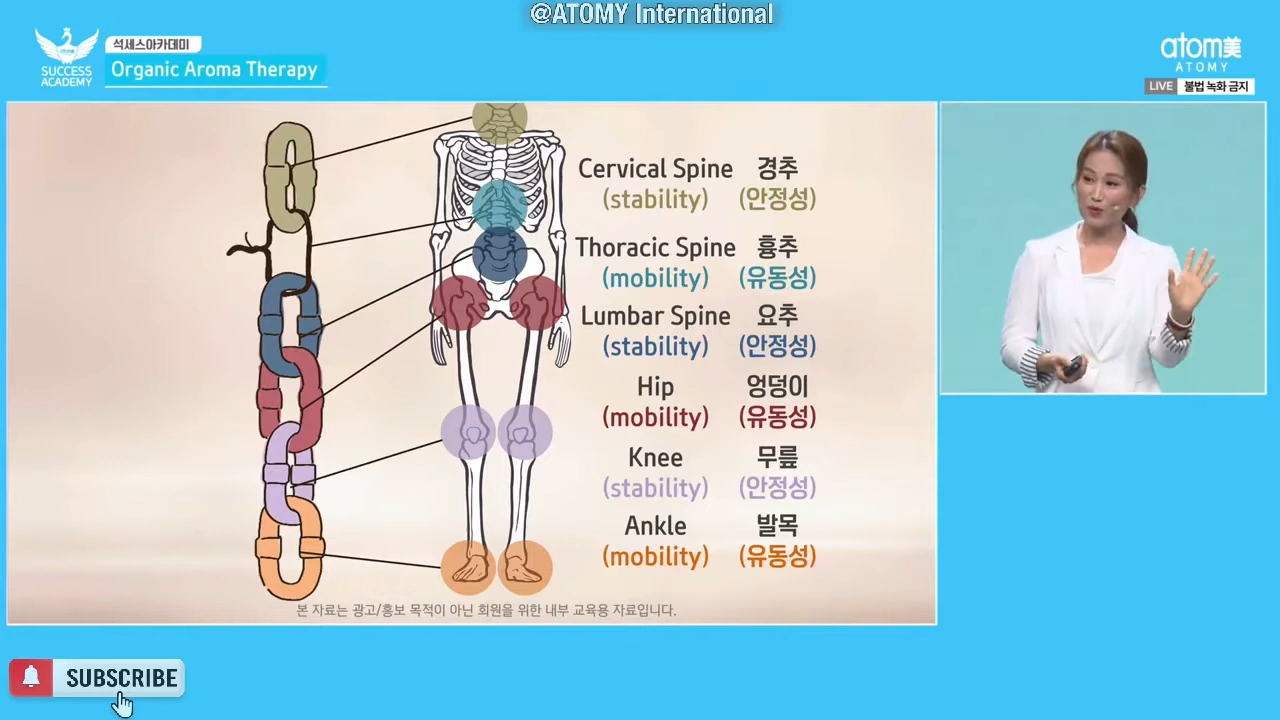 @ATOMY International
SUCCESS
ACADEMY
석세스아카데미
Organic Aroma Therapy
atom美
ATOMY
LIVE 불법 녹화 금지
Cervical Spine 경추
(stability) (안정성)
Thoracic Spine 흉추
(mobility) (유동성)
Lumbar Spine 요추
(stability) (안정성)
Hip 엉덩이
(mobility) (유동성)
Knee 무릎
(stability) (안정성)
Ankle 발목
(mobility) (유동성)
본 자료는 광고/홍보 목적이 아닌 회원을 위한 내부 교육용 자료입니다.
SUBSCRIBE